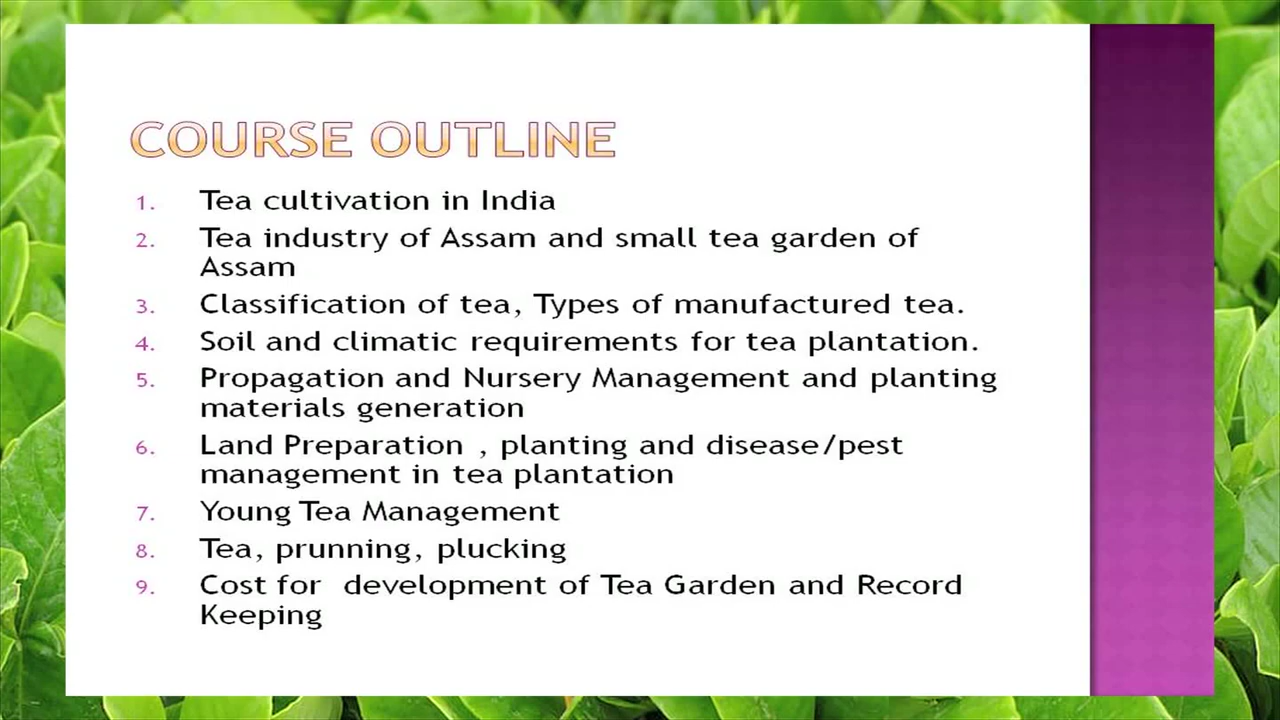 COURSE OUTLINE
1. Tea cultivation in India
2. Tea industry of Assam and small tea garden of
Assam
3. Classification of tea, Types of manufactured tea.
4. Soil and climatic requirements for tea plantation.
5. Propagation and Nursery Management and planting
materials generation
6. Land Preparation , planting and disease/pest
management in tea plantation
7. Young Tea Management
8. Tea, prunning, plucking
9. Cost for  development of Tea Garden and Record
Keeping